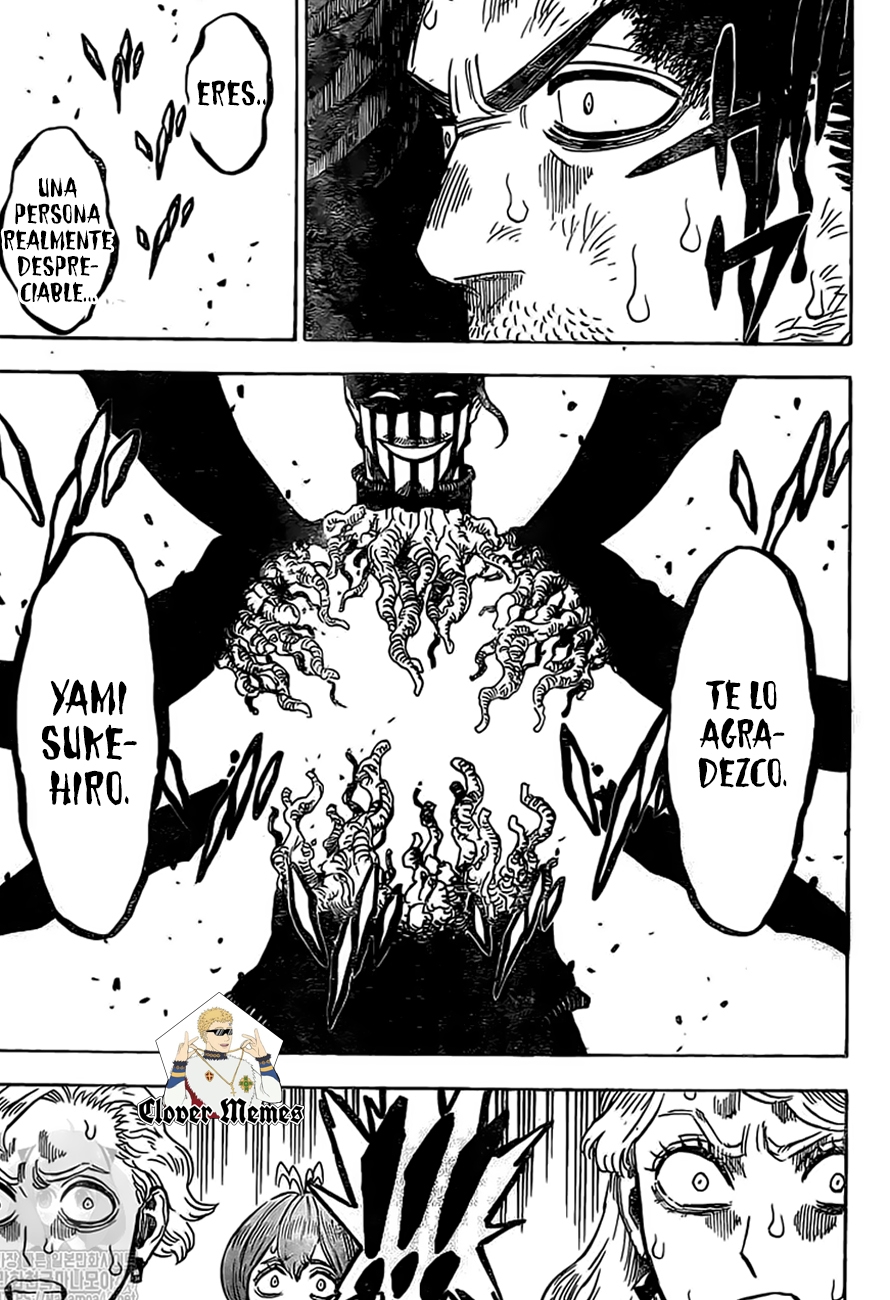 ERES..
UNA
PERSONA
REALMENTE
DESPRE-
CIABLE...
TE LO
AGRA-
DEZCO.
YAMI
SUKE-
HIRO.
Clover Memes